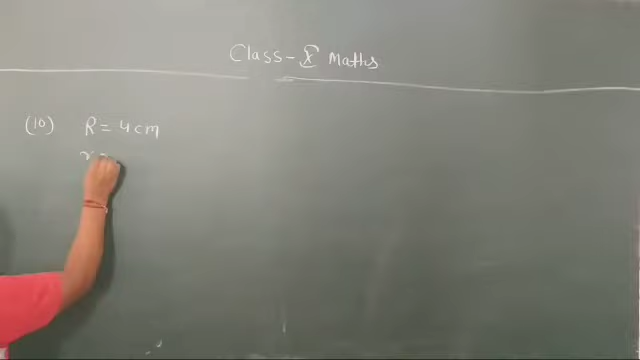 Class - X Maths
(10) R = 4 cm
r =